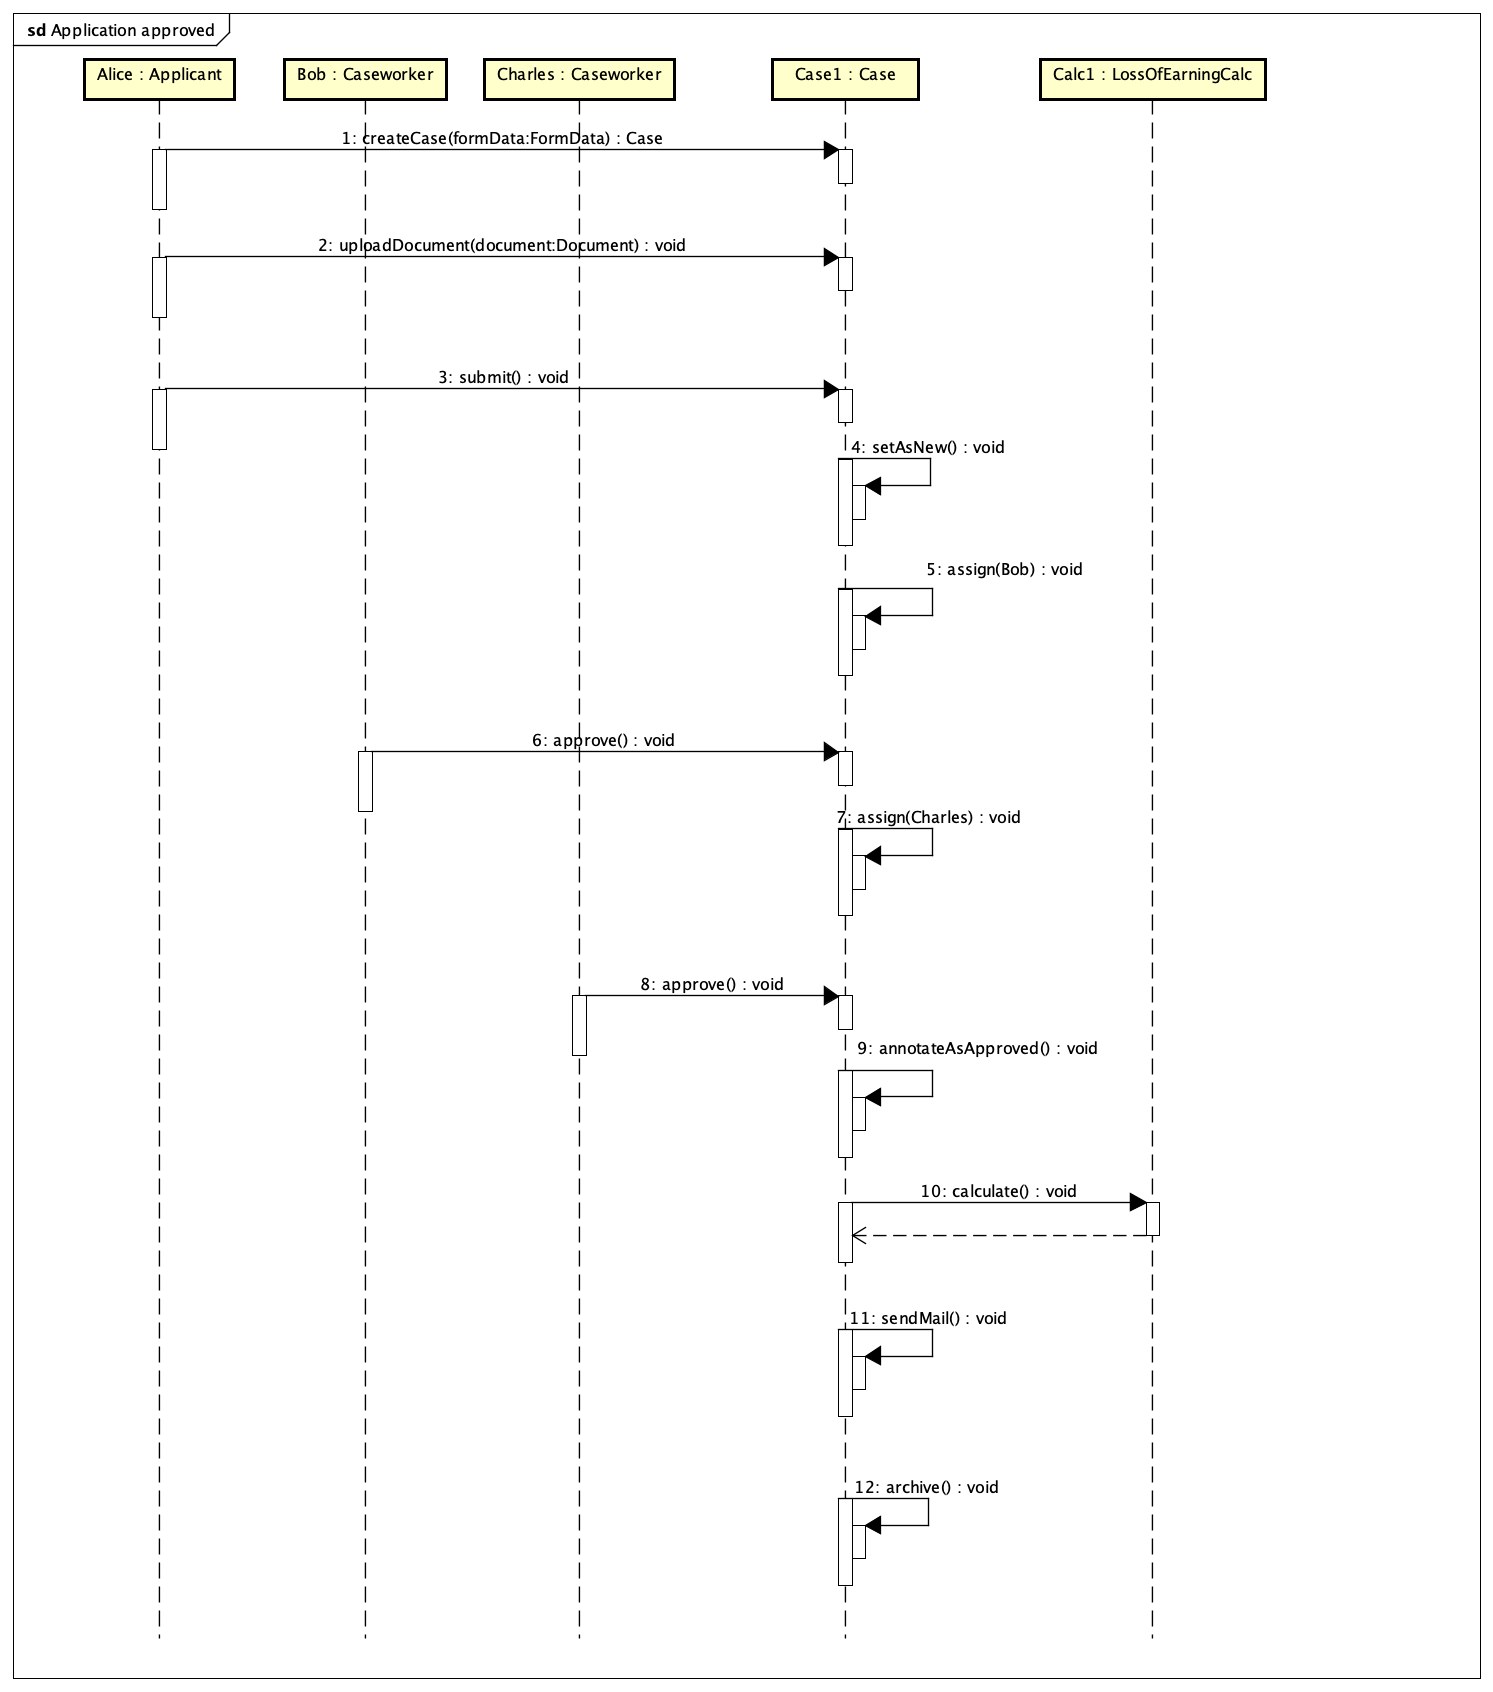 sd Application approved
Alice : Applicant
Bob : Caseworker
Charles : Caseworker
Case1 : Case
Calc1 : LossOfEarningCalc
1: createCase(formData:FormData) : Case
2: uploadDocument(document:Document) : void
3: submit() : void
4: setAsNew() : void
5: assign(Bob) : void
6: approve() : void
7: assign(Charles) : void
8: approve() : void
9: annotateAsApproved() : void
10: calculate() : void
11: sendMail() : void
12: archive() : void